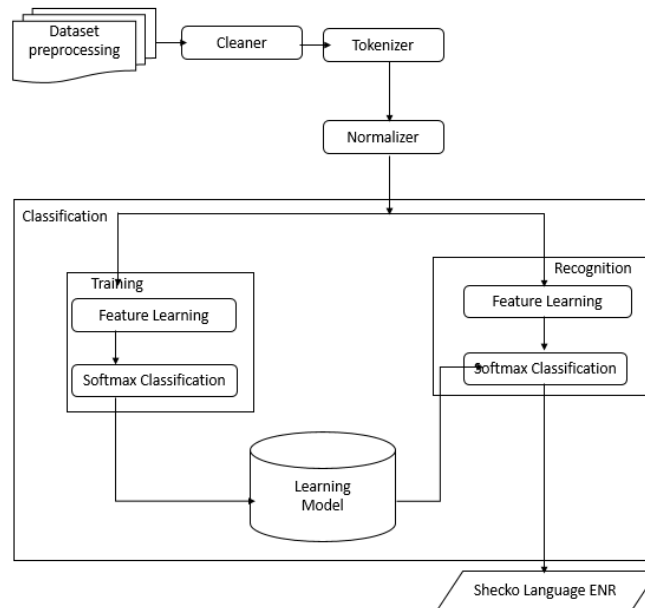 Dataset
preprocessing
Cleaner
Tokenizer
Normalizer
Classification
Training
Feature Learning
Softmax Classification
Recognition
Feature Learning
Softmax Classification
Learning
Model
Shecko Language ENR